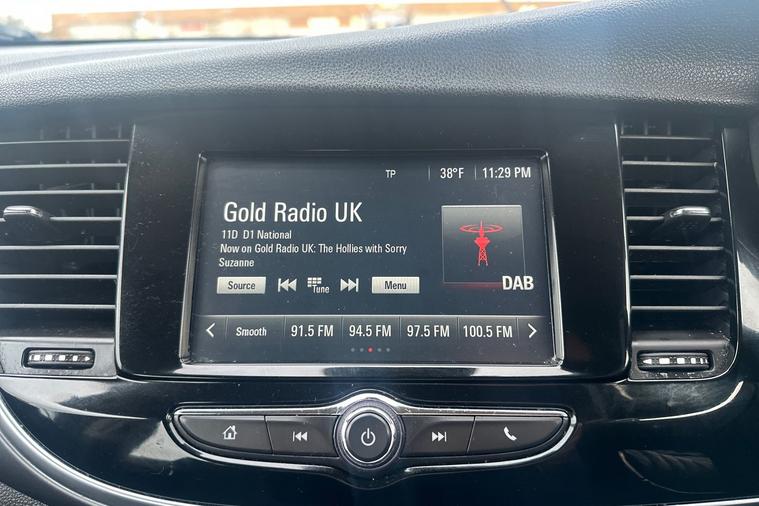 TP 38°F 11:29 PM
Gold Radio UK
11D D1 National
Now on Gold Radio UK: The Hollies with Sorry
Suzanne
DAB
Source Tune Menu
Smooth 91.5 FM 94.5 FM 97.5 FM 100.5 FM